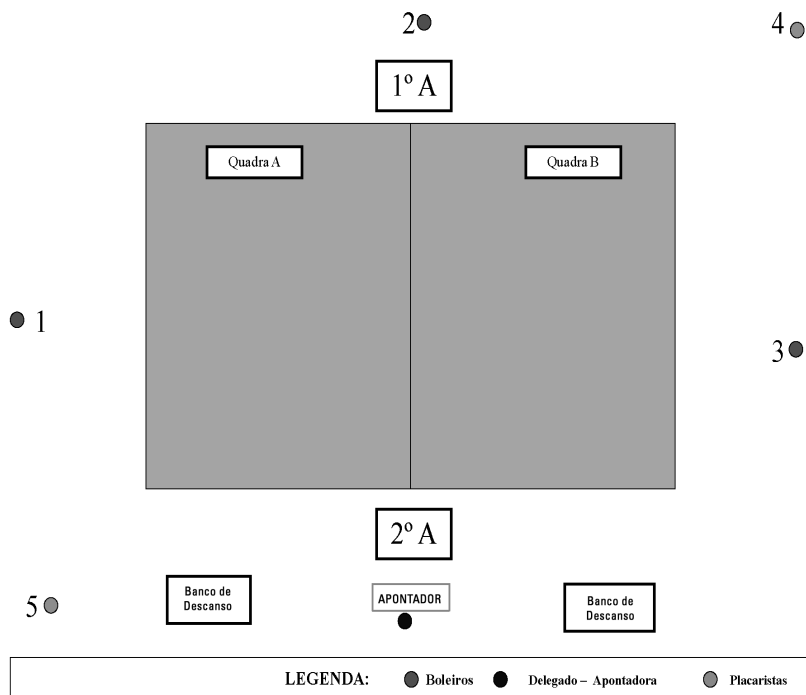 2
4
1º A
Quadra A
Quadra B
1
3
2º A
5
Banco de
Descanso
APONTADOR
Banco de
Descanso
LEGENDA: Boleiros Delegado – Apontadora Placaristas